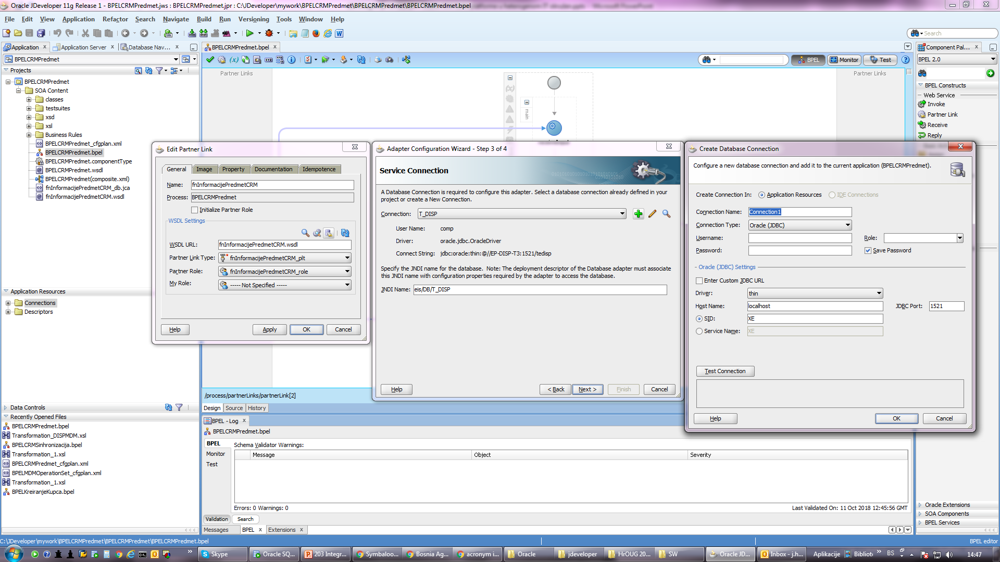 Oracle JDeveloper 11g Release 1 - BPELCRMPredmet.jws : BPELCRMPredmet.jpr : C:\JDeveloper\mywork\BPELCRMPredmet\BPELCRMPredmet\BPELCRMPredmet.bpel
File Edit View Application Refactor Search Navigate Build Run Versioning Tools Window Help
Search
Application
Application Server
Database Nav...
BPELCRMPredmet.bpel
Component Pal...
BPELCRMPredmet
BPEL Monitor Test
BPEL 2.0
Projects
BPELCRMPredmet
SOA Content
classes
testsuites
xsd
xsl
Business Rules
BPELCRMPredmet_cfgplan.xml
BPELCRMPredmet.bpel
BPELCRMPredmet.componentType
BPELCRMPredmet.wsdl
BPELCRMPredmet(composite.xml)
fnInformacijePredmetCRM_db.jca
fnInformacijePredmetCRM.wsdl
Application Resources
Connections
Descriptors
Data Controls
Recently Opened Files
BPELCRMPredmet.bpel
Transformation_DISPMDM.xsl
BPELCRMSinhronizacija.bpel
Transformation_1.xsl
BPELCRMPredmet_cfgplan.xml
BPELMDMOperationSet_cfgplan.xml
Transformation_1.xsl
BPELKreiranjeKupca.bpel
Partner Links
main
Partner Links
BPEL Constructs
Web Service
Invoke
Partner Link
Receive
Reply
Oracle Extensions
SOA Components
BPEL Services
Edit Partner Link
General Image Property Documentation Idempotence
Name: fnInformacijePredmetCRM
Process: BPELCRMPredmet
Initialize Partner Role
WSDL Settings
WSDL URL: fnInformacijePredmetCRM.wsdl
Partner Link Type: fnInformacijePredmetCRM_plt
Partner Role: fnInformacijePredmetCRM_role
My Role: ----- Not Specified -----
Help Apply OK Cancel
Adapter Configuration Wizard - Step 3 of 4
Service Connection
A Database Connection is required to configure this adapter. Select a database connection already defined in your
project or create a New Connection.
Connection: T_DISP
User Name: comp
Driver: oracle.jdbc.OracleDriver
Connect String: jdbc:oracle:thin:@//EP-DISP-T3:1521/tedisp
Specify the JNDI name for the database. Note: The deployment descriptor of the Database adapter must associate
this JNDI name with configuration properties required by the adapter to access the database.
JNDI Name: eis/DB/T_DISP
Help < Back Next > Finish Cancel
Create Database Connection
Configure a new database connection and add it to the current application (BPELCRMPredmet).
Create Connection In: Application Resources IDE Connections
Connection Name: Connection1
Connection Type: Oracle (JDBC)
Username: Role:
Password: Save Password
Oracle (JDBC) Settings
Enter Custom JDBC URL
Driver: thin
Host Name: localhost JDBC Port: 1521
SID: XE
Service Name: XE
Test Connection
Help OK Cancel
/process/partnerLinks/partnerLink[2]
Design Source History
BPEL - Log
BPELCRMPredmet.bpel
BPEL
Monitor
Test
Schema Validator Warnings:
Message Object Severity
Errors: 0 Warnings: 0
Last Validated On: 11 Oct 2018 12:45:56 GMT
Validation Search
Messages BPEL Extensions
C:\JDeveloper\mywork\BPELCRMPredmet\BPELCRMPredmet\BPELCRMPredmet.bpel
BPEL editor
Skype
Oracle SQ...
203 Integr...
Symbaloo...
Bosnia Ag...
acronym i...
Oracle
jdeveloper
HrOUG 20...
SW
Oracle JD...
Inbox - j.h...
Aplikacije
Bibliote
BS
14:47